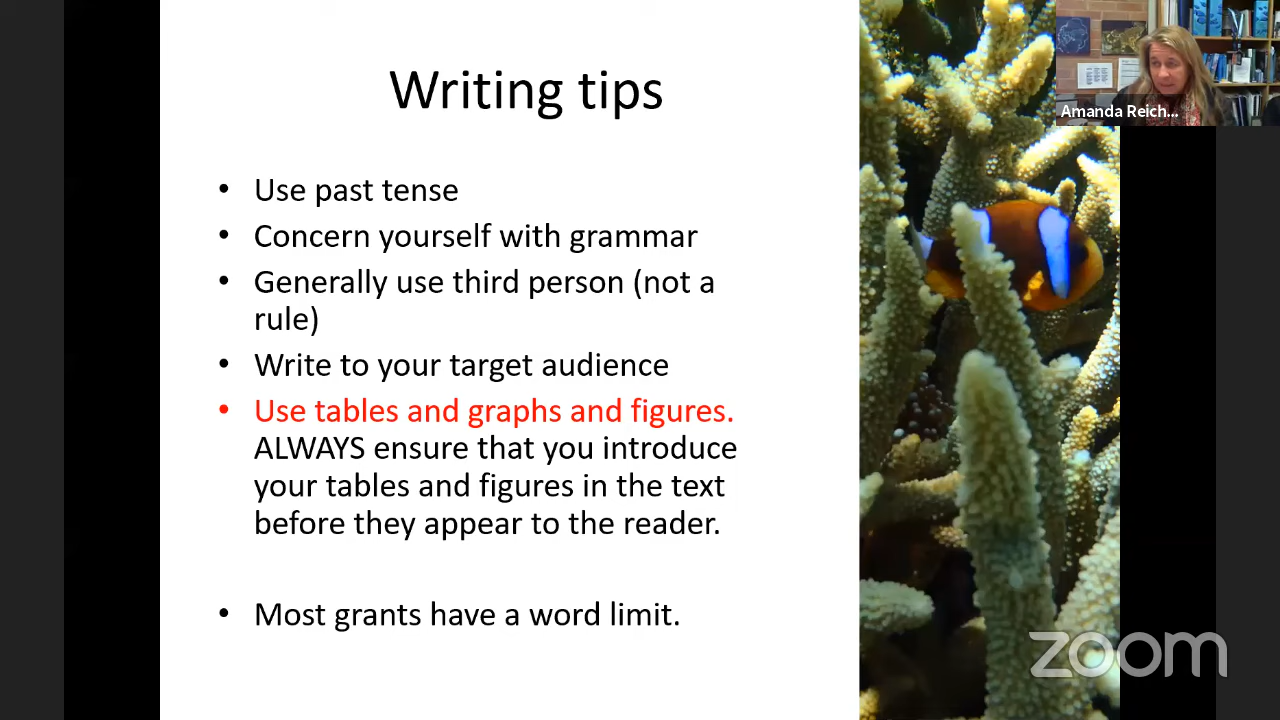 Writing tips
• Use past tense
• Concern yourself with grammar
• Generally use third person (not a
rule)
• Write to your target audience
• Use tables and graphs and figures.
ALWAYS ensure that you introduce
your tables and figures in the text
before they appear to the reader.
• Most grants have a word limit.
Amanda Reich...
zoom